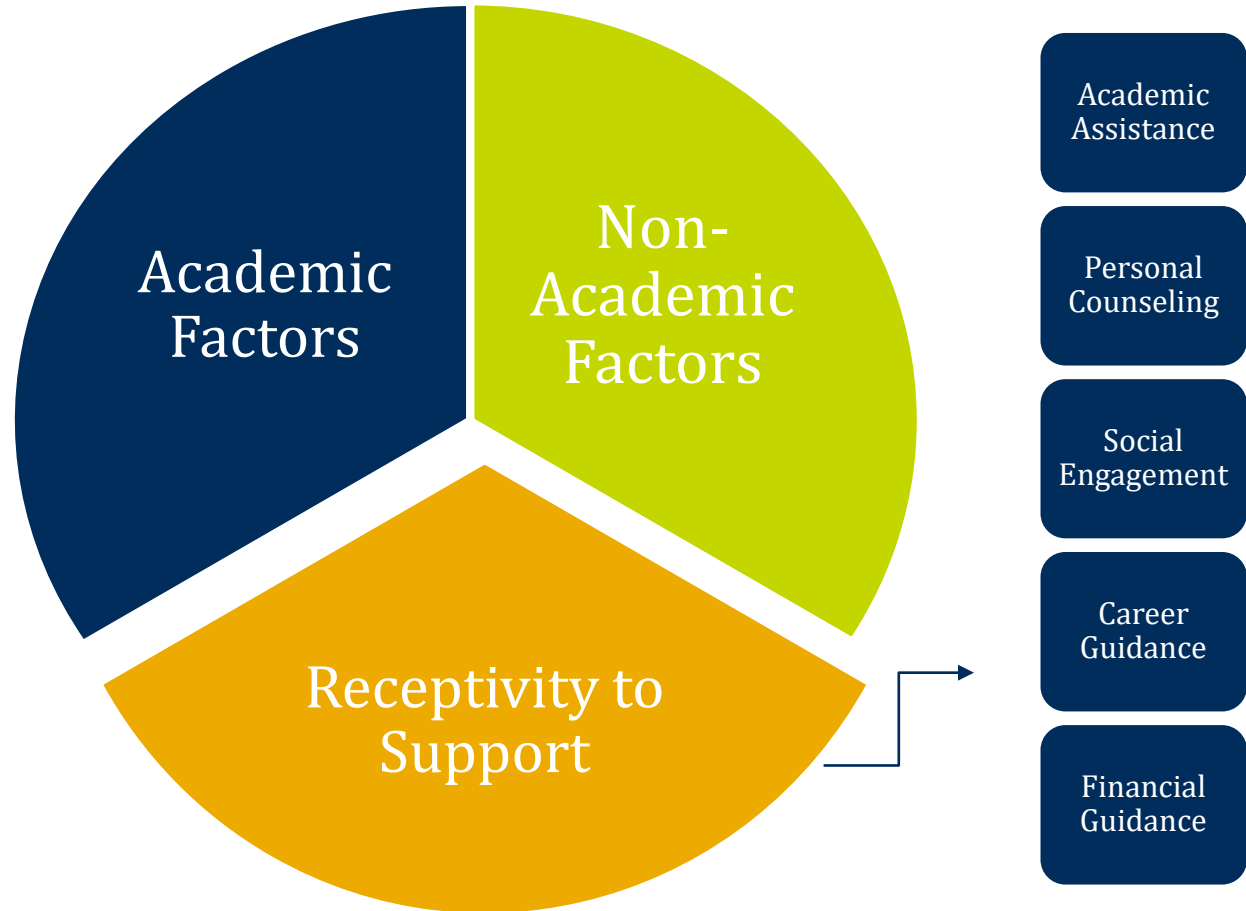 Academic
Factors
Non-
Academic
Factors
Receptivity to
Support
Academic
Assistance
Personal
Counseling
Social
Engagement
Career
Guidance
Financial
Guidance